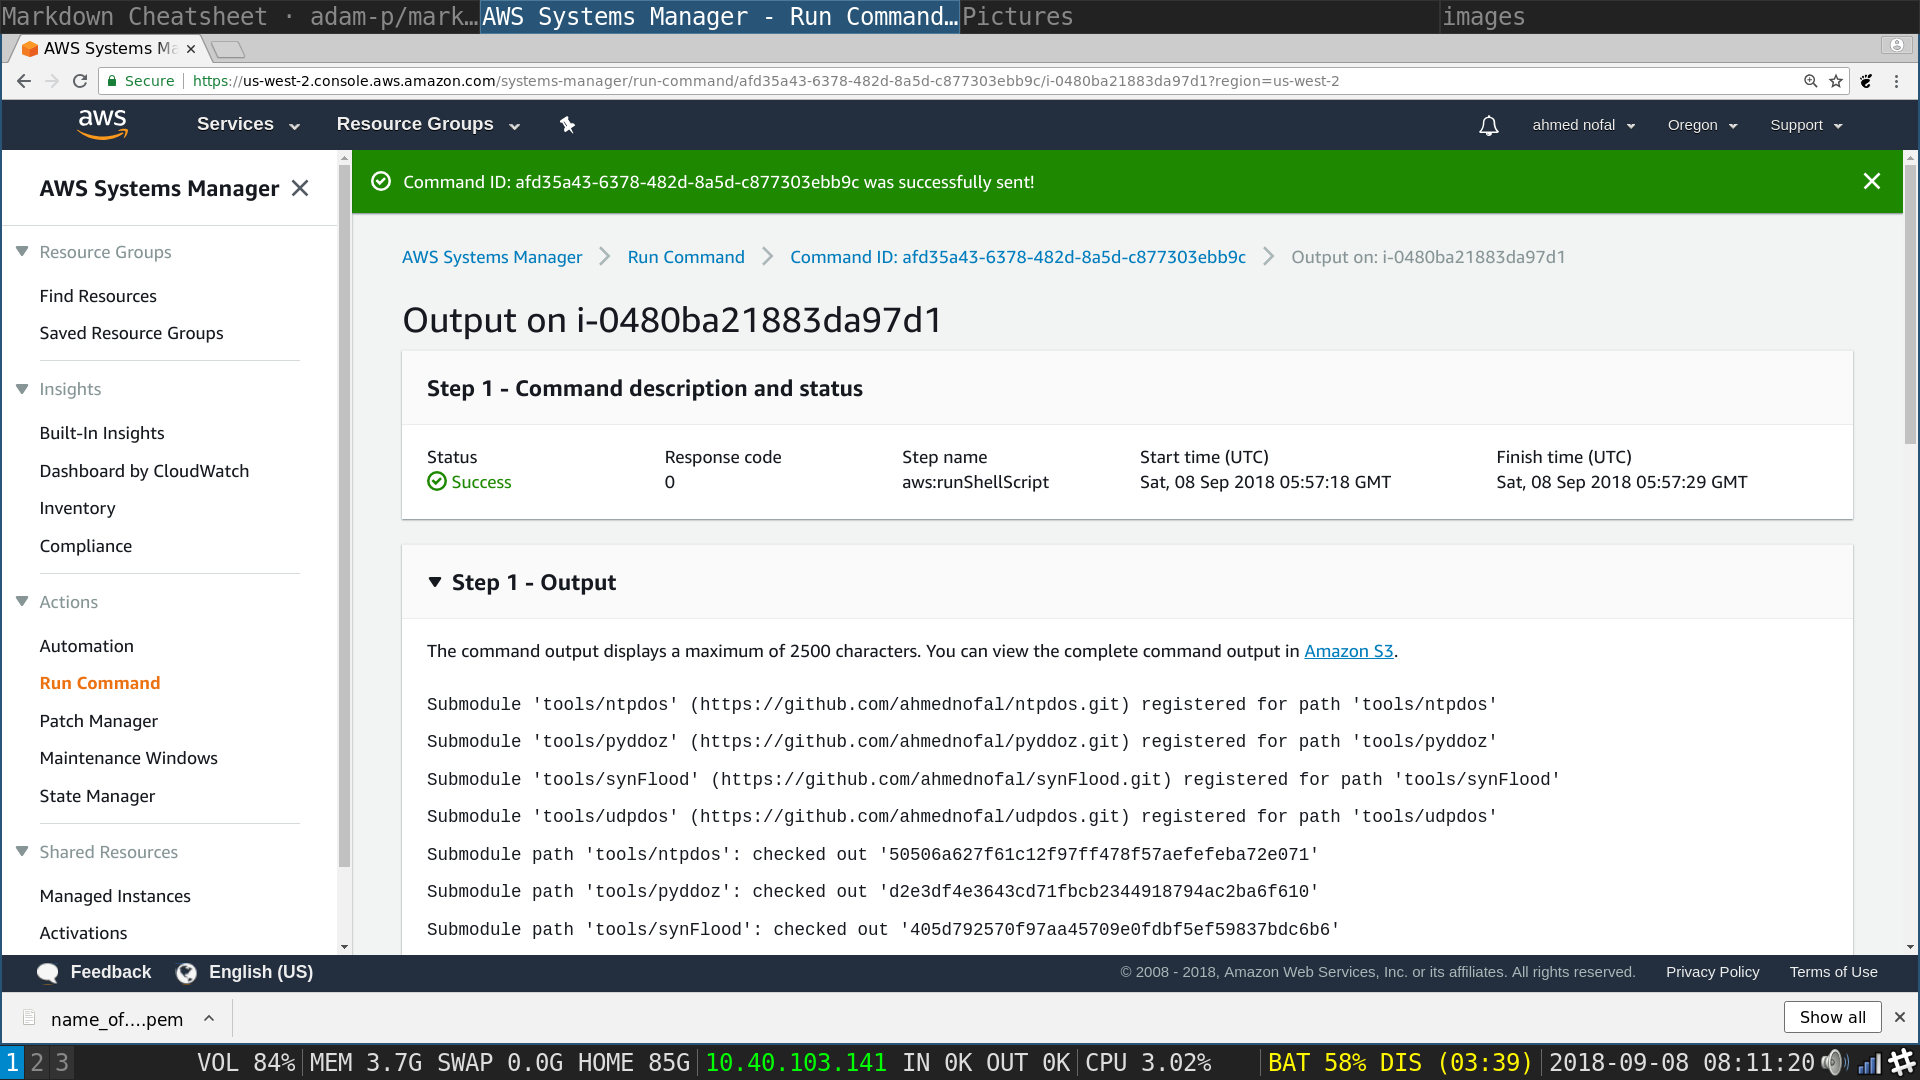 Markdown Cheatsheet · adam-p/mark…
AWS Systems Manager - Run Command…
Pictures
images
AWS Systems Ma
Secure
https://us-west-2.console.aws.amazon.com/systems-manager/run-command/afd35a43-6378-482d-8a5d-c877303ebb9c/i-0480ba21883da97d1?region=us-west-2
aws
Services
Resource Groups
ahmed nofal
Oregon
Support
AWS Systems Manager
Resource Groups
Find Resources
Saved Resource Groups
Insights
Built-In Insights
Dashboard by CloudWatch
Inventory
Compliance
Actions
Automation
Run Command
Patch Manager
Maintenance Windows
State Manager
Shared Resources
Managed Instances
Activations
Command ID: afd35a43-6378-482d-8a5d-c877303ebb9c was successfully sent!
AWS Systems Manager
Run Command
Command ID: afd35a43-6378-482d-8a5d-c877303ebb9c
Output on: i-0480ba21883da97d1
Output on i-0480ba21883da97d1
Step 1 - Command description and status
Status
Success
Response code
0
Step name
aws:runShellScript
Start time (UTC)
Sat, 08 Sep 2018 05:57:18 GMT
Finish time (UTC)
Sat, 08 Sep 2018 05:57:29 GMT
Step 1 - Output
The command output displays a maximum of 2500 characters. You can view the complete command output in Amazon S3.
Submodule 'tools/ntpdos' (https://github.com/ahmednofal/ntpdos.git) registered for path 'tools/ntpdos'
Submodule 'tools/pyddoz' (https://github.com/ahmednofal/pyddoz.git) registered for path 'tools/pyddoz'
Submodule 'tools/synFlood' (https://github.com/ahmednofal/synFlood.git) registered for path 'tools/synFlood'
Submodule 'tools/udpdos' (https://github.com/ahmednofal/udpdos.git) registered for path 'tools/udpdos'
Submodule path 'tools/ntpdos': checked out '50506a627f61c12f97ff478f57aefefeba72e071'
Submodule path 'tools/pyddoz': checked out 'd2e3df4e3643cd71fbcb2344918794ac2ba6f610'
Submodule path 'tools/synFlood': checked out '405d792570f97aa45709e0fdbf5ef59837bdc6b6'
Feedback
English (US)
© 2008 - 2018, Amazon Web Services, Inc. or its affiliates. All rights reserved.
Privacy Policy
Terms of Use
name_of....pem
Show all
1 2 3
VOL 84% MEM 3.7G SWAP 0.0G HOME 85G 10.40.103.141 IN 0K OUT 0K CPU 3.02% BAT 58% DIS (03:39) 2018-09-08 08:11:20